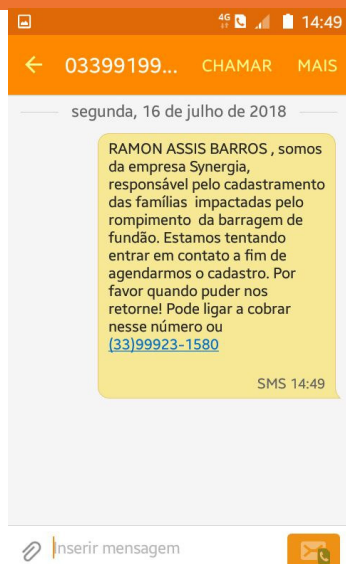 4G 14:49
03399199... CHAMAR MAIS
segunda, 16 de julho de 2018
RAMON ASSIS BARROS , somos
da empresa Synergia,
responsável pelo cadastramento
das famílias impactadas pelo
rompimento da barragem de
fundão. Estamos tentando
entrar em contato a fim de
agendarmos o cadastro. Por
favor quando puder nos
retorne! Pode ligar a cobrar
nesse número ou
(33)99923-1580
SMS 14:49
Inserir mensagem